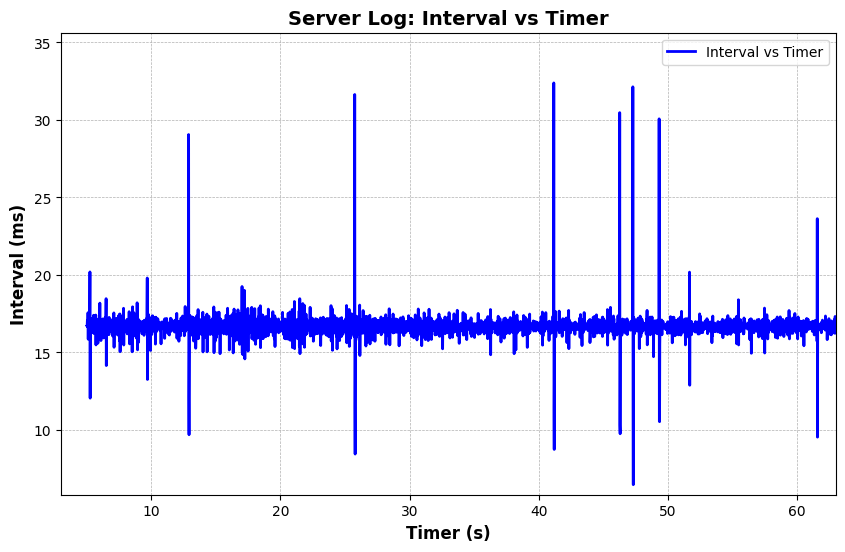 Server Log: Interval vs Timer
Interval vs Timer
35
30
25
20
15
10
Interval (ms)
10 20 30 40 50 60
Timer (s)